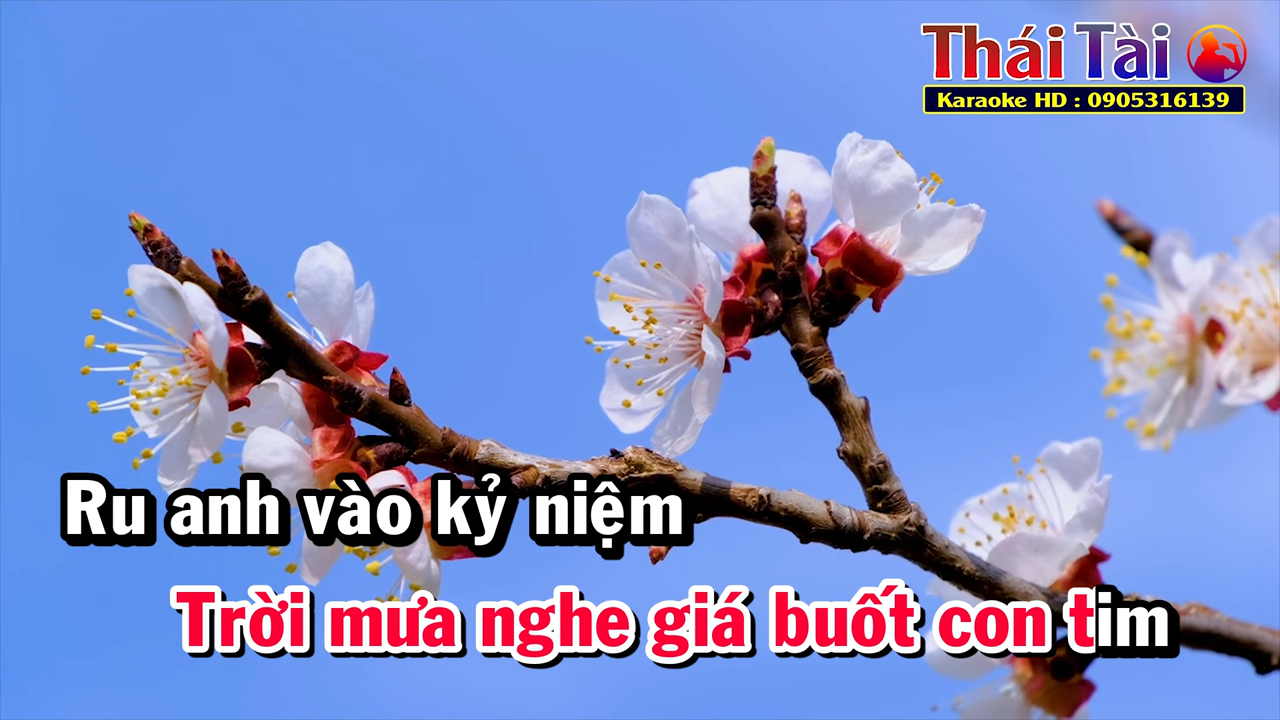 Thái Tài
Karaoke HD : 0905316139
Ru anh vào kỷ niệm
Trời mưa nghe giá buốt con tim